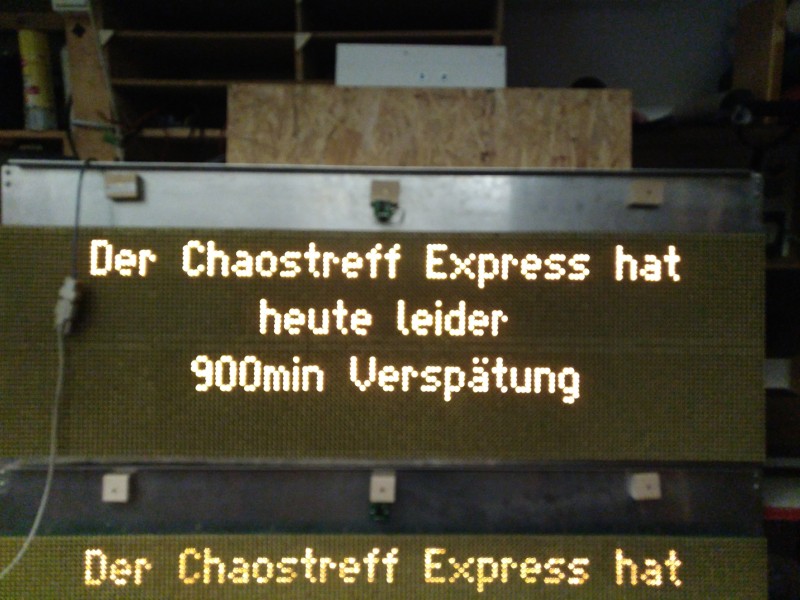 Der Chaostreff Express hat
heute leider
900min Verspätung
Der Chaostreff Express hat